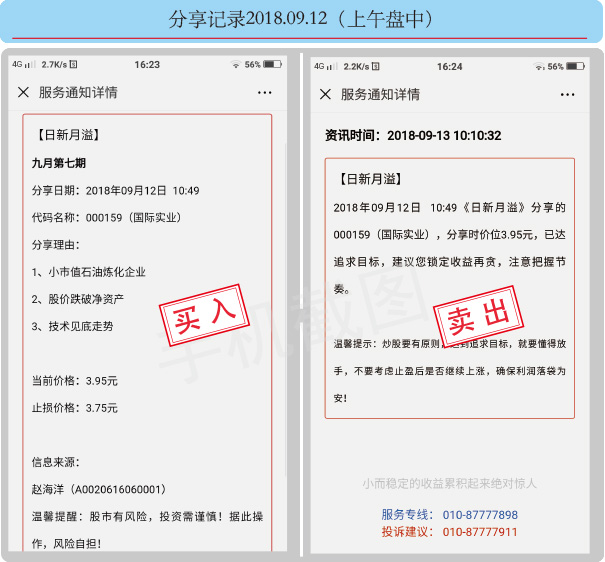 分享记录2018.09.12（上午盘中）
4G 2.7K/s 16:23 56%
服务通知详情
【日新月溢】
九月第七期
分享日期：2018年09月12日 10:49
代码名称：000159（国际实业）
分享理由：
1、小市值石油炼化企业
2、股价跌破净资产
3、技术见底走势
买入
当前价格：3.95元
止损价格：3.75元
信息来源：
赵海洋（A0020616060001）
温馨提醒：股市有风险，投资需谨慎！据此操
作，风险自担！
4G 2.2K/s 16:24 56%
服务通知详情
资讯时间：2018-09-13 10:10:32
【日新月溢】
2018年09月12日 10:49《日新月溢》分享的
000159（国际实业），分享时价位3.95元，已达
追求目标，建议您锁定收益再贪，注意把握节
奏。
卖出
温馨提示：炒股要有原则，达到追求目标，就要懂得放
手，不要考虑止盈后是否继续上涨，确保利润落袋为
安！
小而稳定的收益累积起来绝对惊人
服务专线： 010-87777898
投诉建议： 010-87777911
手机截图